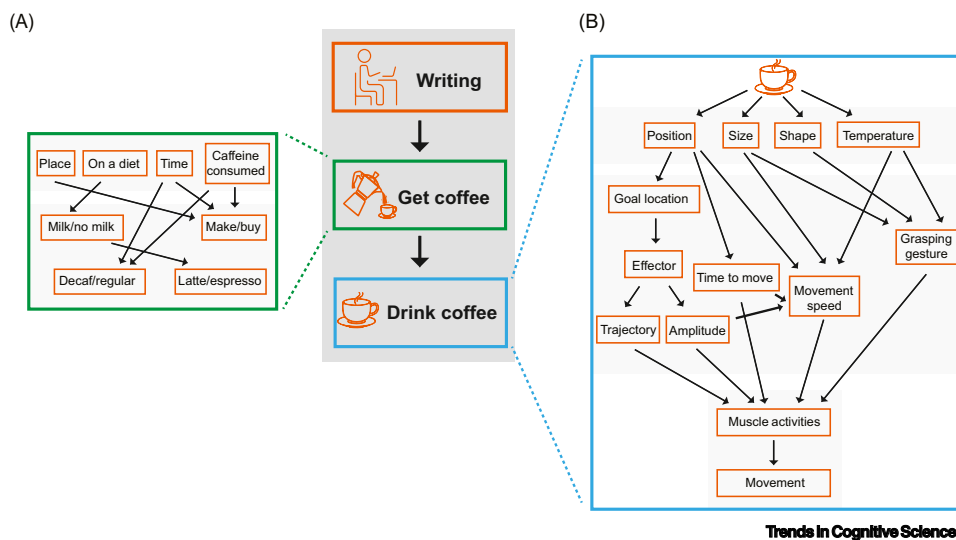 (A)
(B)
Writing
Get coffee
Drink coffee
Place
On a diet
Time
Caffeine
consumed
Milk/no milk
Make/buy
Decaf/regular
Latte/espresso
Position
Size
Shape
Temperature
Goal location
Grasping
gesture
Effector
Time to move
Movement
speed
Trajectory
Amplitude
Muscle activities
Movement
Trends in Cognitive Science